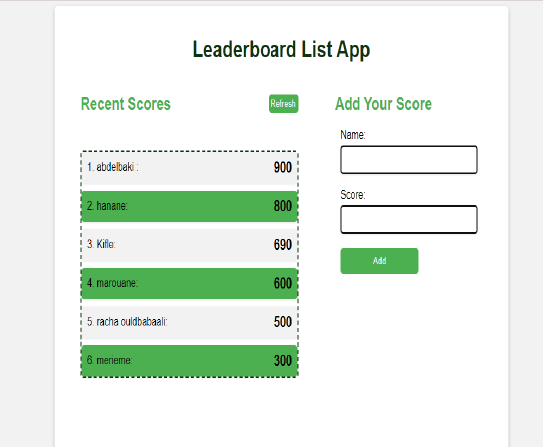 Leaderboard List App
Recent Scores
Refresh
1. abdelbaki : 900
2. hanane: 800
3. Kifle: 690
4. marouane: 600
5. racha ouldbabaali: 500
6. meneme: 300
Add Your Score
Name:
Score:
Add